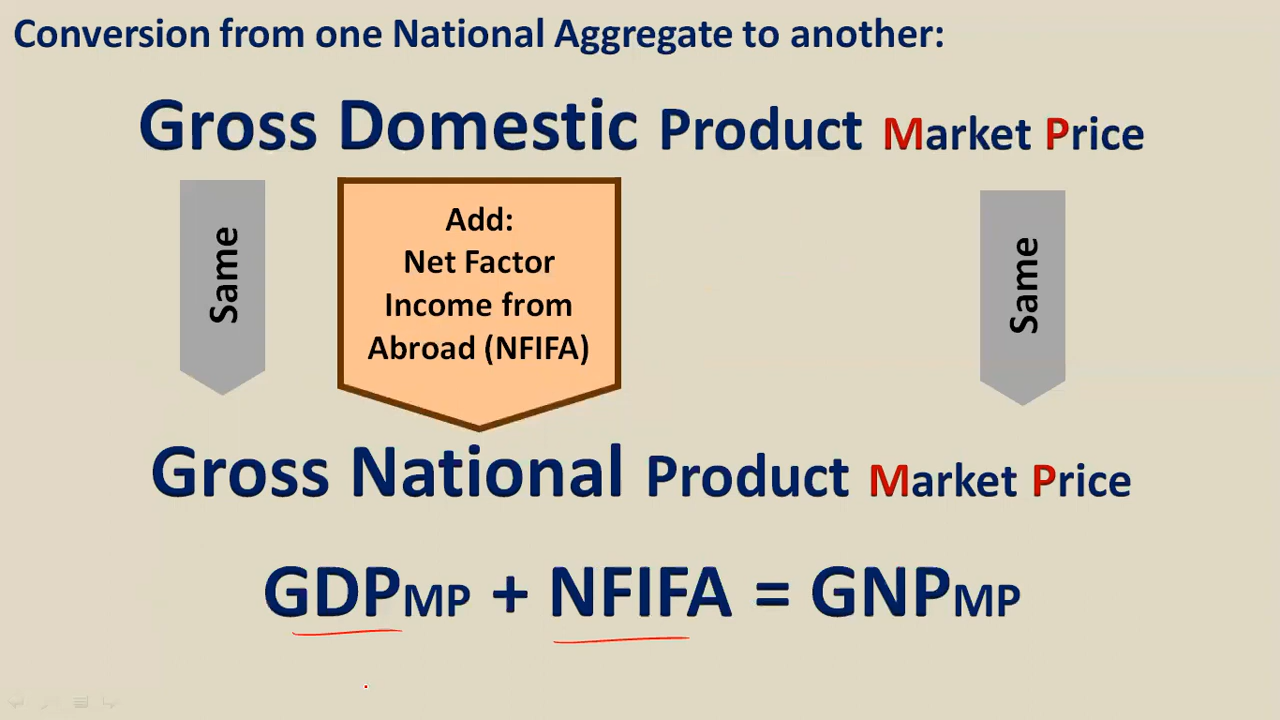 Conversion from one National Aggregate to another:
Gross Domestic Product Market Price
Same
Add:
Net Factor
Income from
Abroad (NFIFA)
Same
Gross National Product Market Price
GDPMP + NFIFA = GNPMP